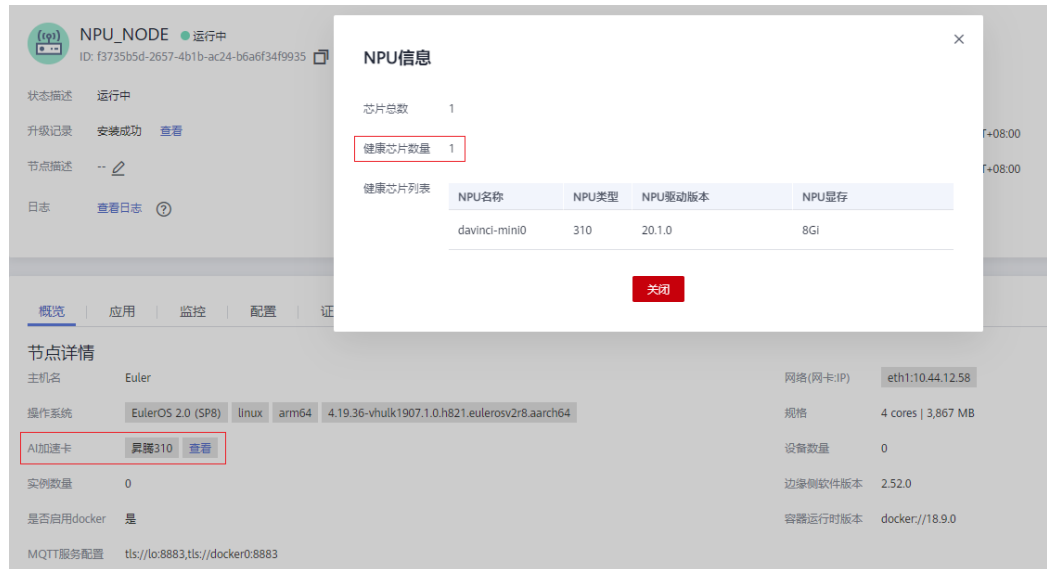 NPU_NODE 运行中
ID: f3735b5d-2657-4b1b-ac24-b6a6f34f9935
状态描述 运行中
升级记录 安装成功 查看
节点描述 --
日志 查看日志
T+08:00
T+08:00
NPU信息
芯片总数 1
健康芯片数量 1
健康芯片列表
NPU名称 NPU类型 NPU驱动版本 NPU显存
davinci-mini0 310 20.1.0 8Gi
关闭
概览 应用 监控 配置 证
节点详情
主机名 Euler 网络(网卡:IP) eth1:10.44.12.58
操作系统 EulerOS 2.0 (SP8) linux arm64 4.19.36-vhulk1907.1.0.h821.eulerosv2r8.aarch64 规格 4 cores | 3,867 MB
AI加速卡 昇腾310 查看 设备数量 0
实例数量 0 边缘侧软件版本 2.52.0
是否启用docker 是 容器运行时版本 docker://18.9.0
MQTT服务配置 tls://lo:8883,tls://docker0:8883